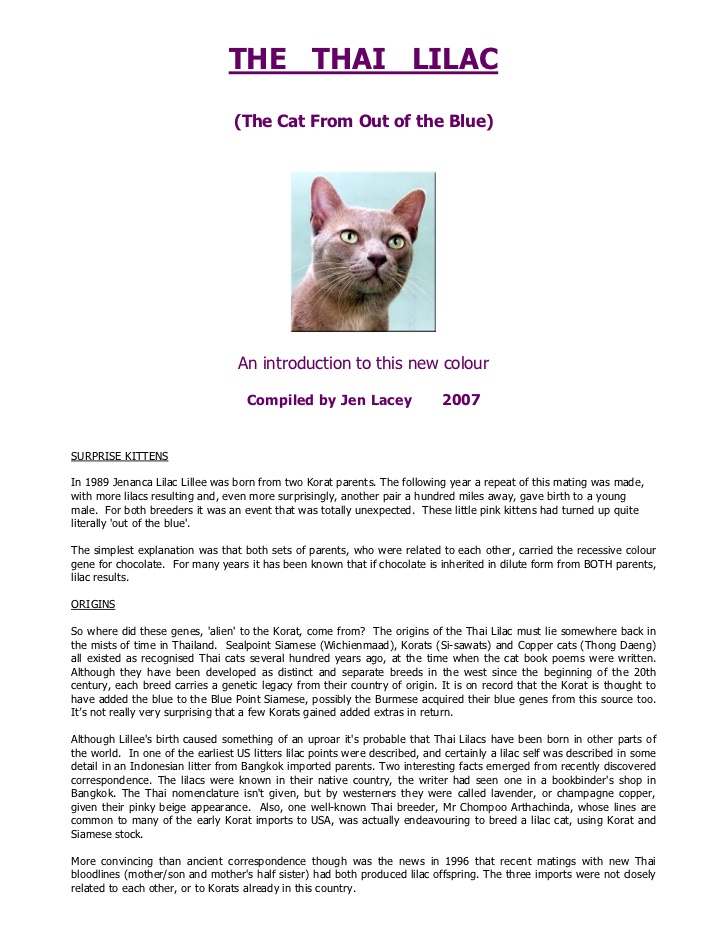 THE THAI LILAC
(The Cat From Out of the Blue)
An introduction to this new colour
Compiled by Jen Lacey 2007
SURPRISE KITTENS
In 1989 Jenanca Lilac Lillee was born from two Korat parents. The following year a repeat of this mating was made,
with more lilacs resulting and, even more surprisingly, another pair a hundred miles away, gave birth to a young
male. For both breeders it was an event that was totally unexpected. These little pink kittens had turned up quite
literally 'out of the blue'.
The simplest explanation was that both sets of parents, who were related to each other, carried the recessive colour
gene for chocolate. For many years it has been known that if chocolate is inherited in dilute form from BOTH parents,
lilac results.
ORIGINS
So where did these genes, 'alien' to the Korat, come from? The origins of the Thai Lilac must lie somewhere back in
the mists of time in Thailand. Sealpoint Siamese (Wichienmaad), Korats (Si-sawats) and Copper cats (Thong Daeng)
all existed as recognised Thai cats several hundred years ago, at the time when the cat book poems were written.
Although they have been developed as distinct and separate breeds in the west since the beginning of the 20th
century, each breed carries a genetic legacy from their country of origin. It is on record that the Korat is thought to
have added the blue to the Blue Point Siamese, possibly the Burmese acquired their blue genes from this source too.
It's not really very surprising that a few Korats gained added extras in return.
Although Lillee's birth caused something of an uproar it's probable that Thai Lilacs have been born in other parts of
the world. In one of the earliest US litters lilac points were described, and certainly a lilac self was described in some
detail in an Indonesian litter from Bangkok imported parents. Two interesting facts emerged from recently discovered
correspondence. The lilacs were known in their native country, the writer had seen one in a bookbinder's shop in
Bangkok. The Thai nomenclature isn't given, but by westerners they were called lavender, or champagne copper,
given their pinky beige appearance. Also, one well-known Thai breeder, Mr Chompoo Arthachinda, whose lines are
common to many of the early Korat imports to USA, was actually endeavouring to breed a lilac cat, using Korat and
Siamese stock.
More convincing than ancient correspondence though was the news in 1996 that recent matings with new Thai
bloodlines (mother/son and mother's half sister) had both produced lilac offspring. The three imports were not closely
related to each other, or to Korats already in this country.